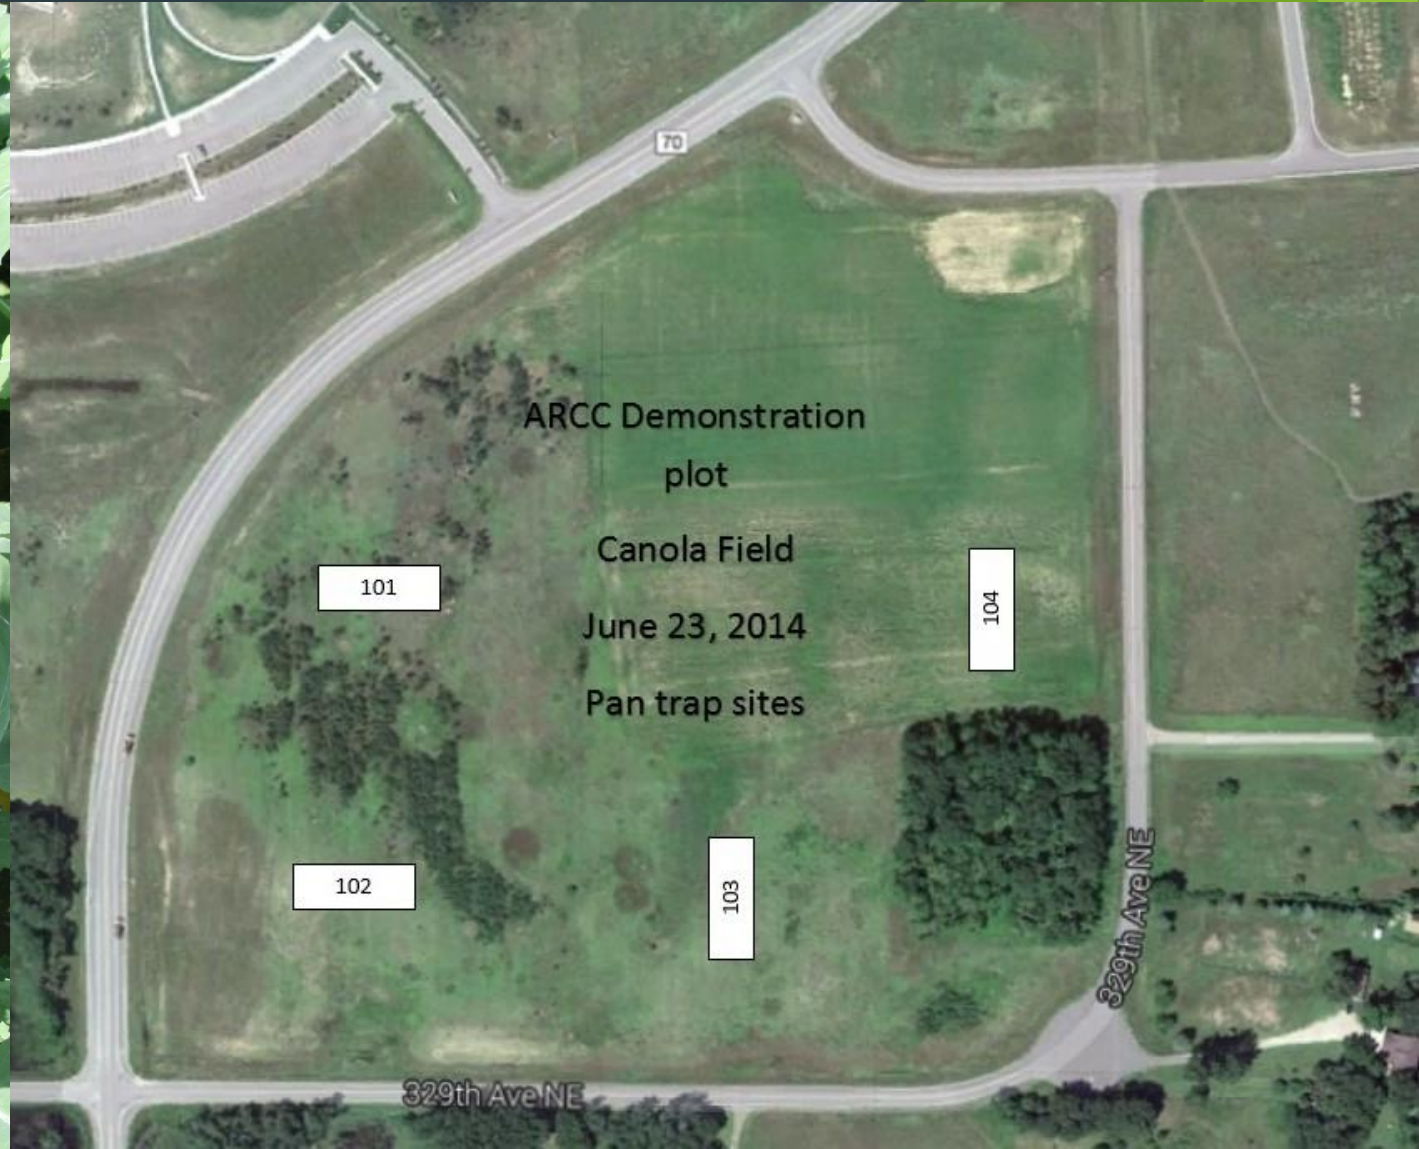 70
ARCC Demonstration
plot
Canola Field
101
104
June 23, 2014
Pan trap sites
102
103
329th Ave NE
329th Ave NE